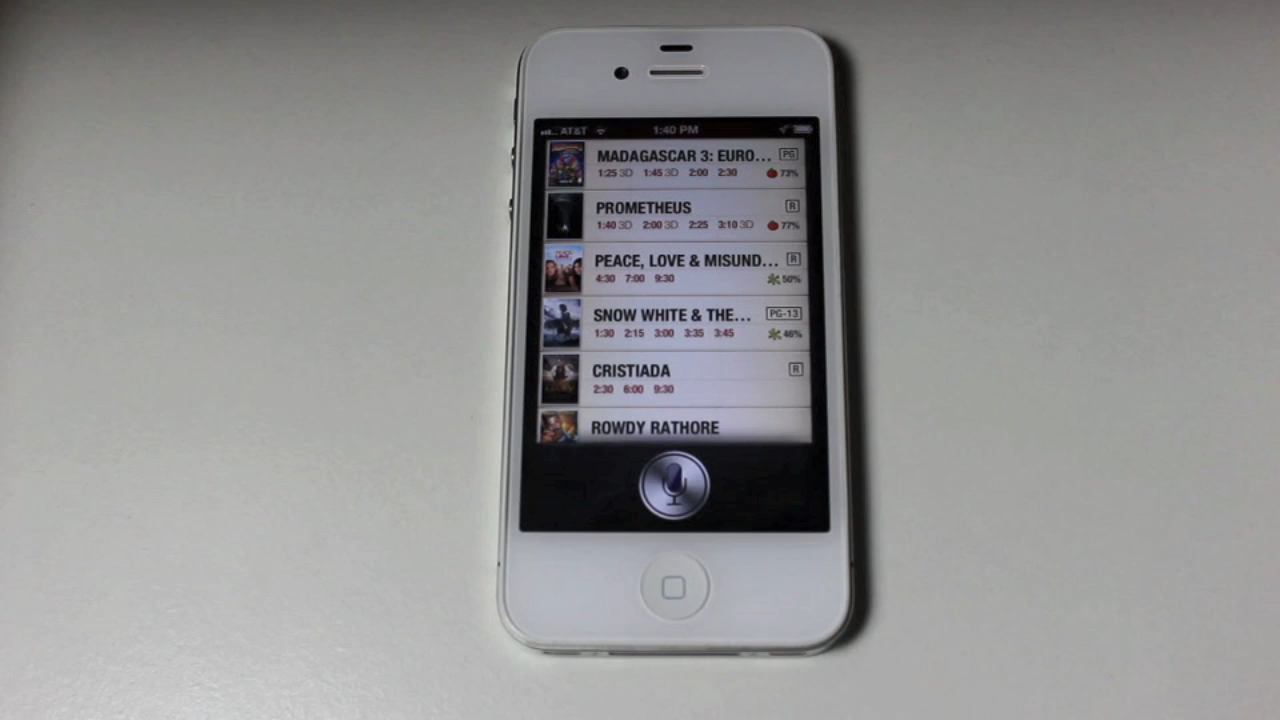 AT&T 1:40 PM
MADAGASCAR 3: EURO... PG
1:25 3D 1:45 3D 2:00 2:30 73%
PROMETHEUS R
1:40 3D 2:00 3D 2:25 3:10 3D 77%
PEACE, LOVE & MISUND... R
4:30 7:00 9:30 50%
SNOW WHITE & THE... PG-13
1:30 2:15 3:00 3:35 3:45 46%
CRISTIADA R
2:30 6:00 9:30
ROWDY RATHORE